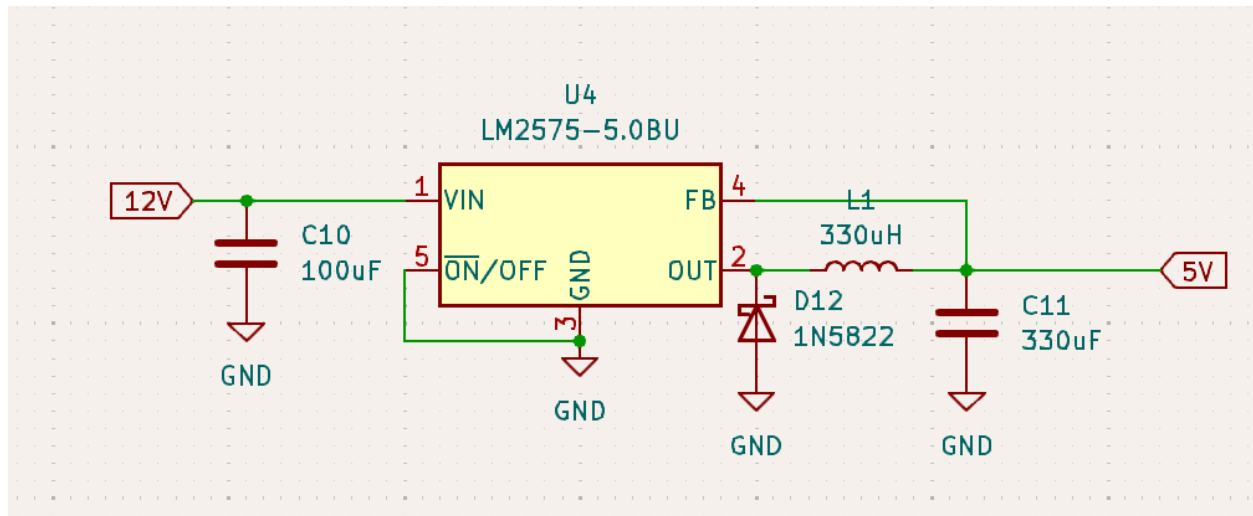 U4
LM2575-5.0BU
12V
1
VIN
FB
4
L1
330uH
C10
100uF
5
ON/OFF
GND
OUT
2
5V
3
D12
1N5822
C11
330uF
GND
GND
GND
GND